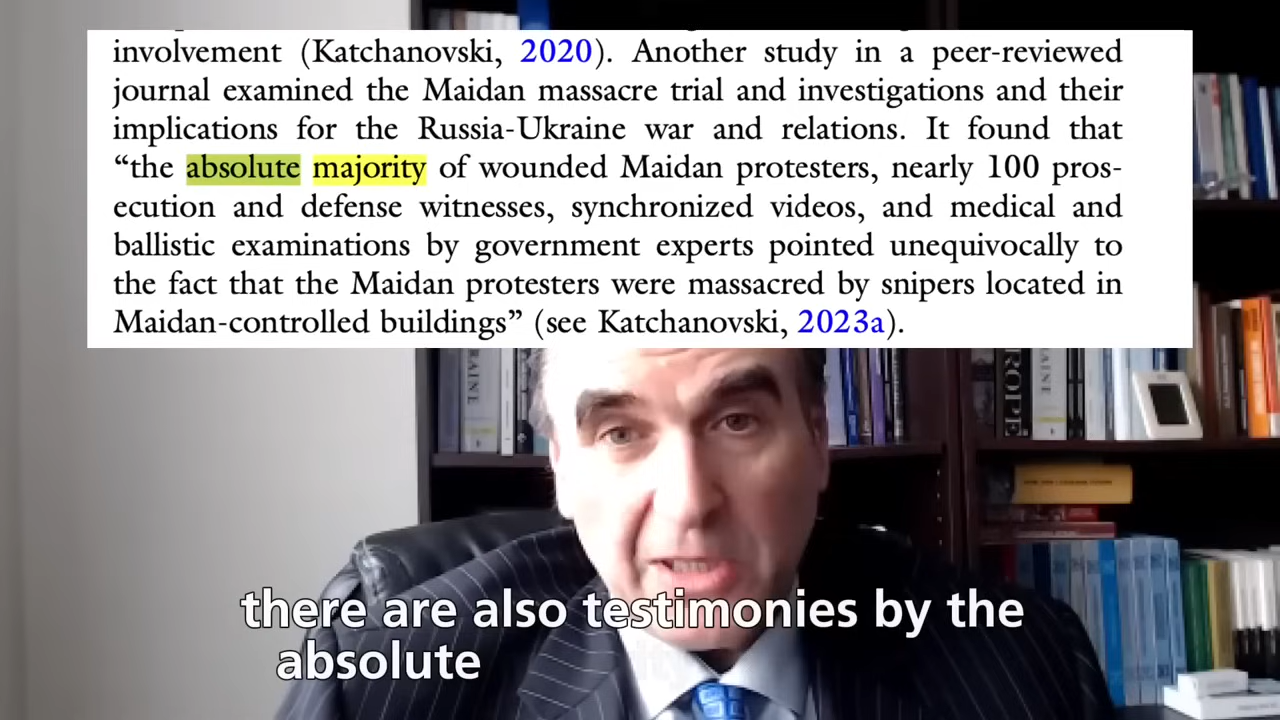 involvement (Katchanovski, 2020). Another study in a peer-reviewed
journal examined the Maidan massacre trial and investigations and their
implications for the Russia-Ukraine war and relations. It found that
“the absolute majority of wounded Maidan protesters, nearly 100 pros-
ecution and defense witnesses, synchronized videos, and medical and
ballistic examinations by government experts pointed unequivocally to
the fact that the Maidan protesters were massacred by snipers located in
Maidan-controlled buildings” (see Katchanovski, 2023a).
UKRAINE
EUROPE
UKRAINE
there are also testimonies by the
absolute